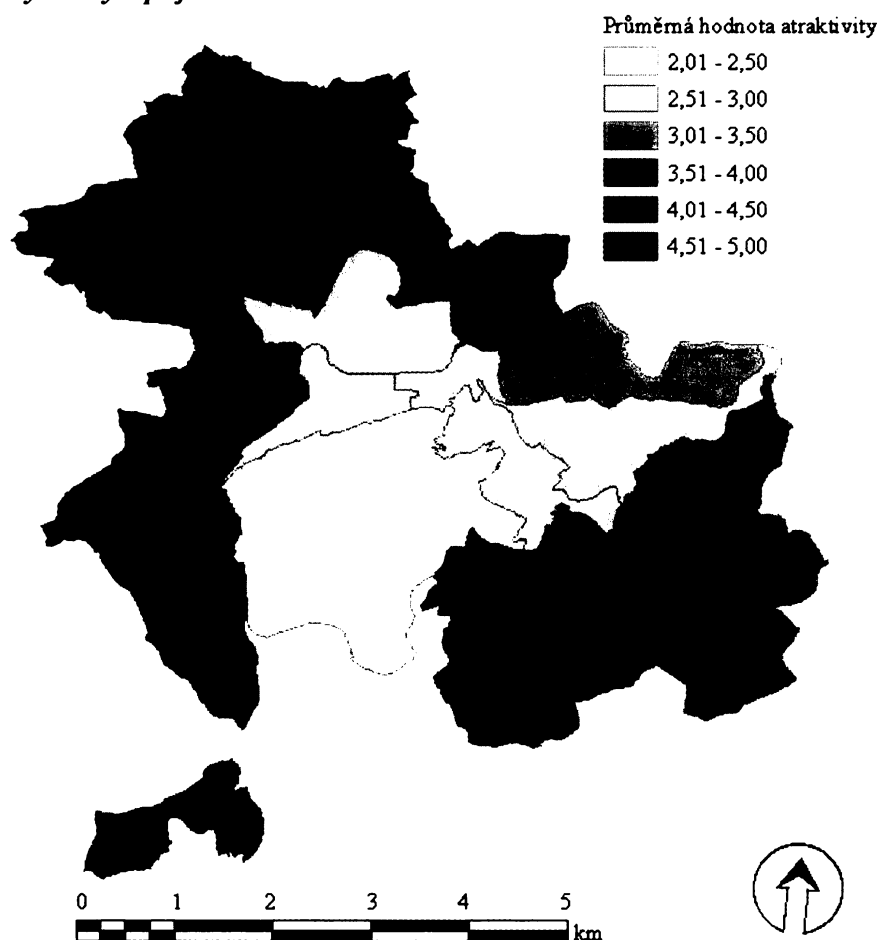 Průměrná hodnota atraktivity
2,01 - 2,50
2,51 - 3,00
3,01 - 3,50
3,51 - 4,00
4,01 - 4,50
4,51 - 5,00
0 1 2 3 4 5
km